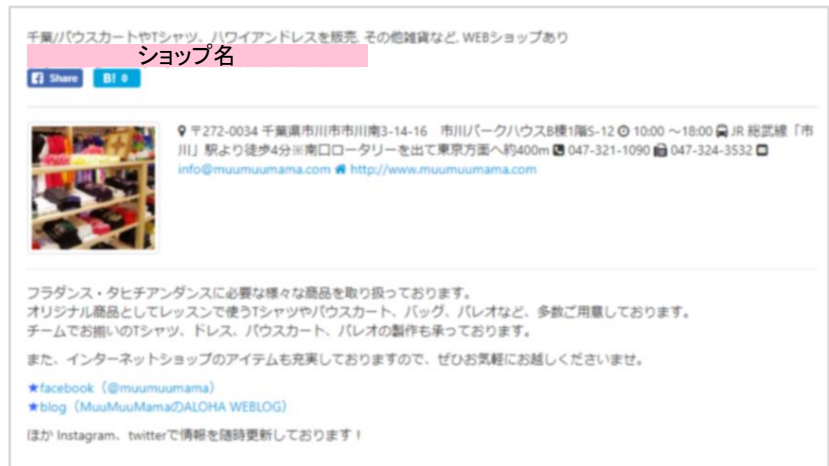 千葉/パウスカートやTシャツ、ハワイアンドレスを販売. その他雑貨など. WEBショップあり
ショップ名
Share B! 0
〒272-0034 千葉県市川市市川南3-14-16 市川パークハウスB棟1階S-12 10:00 ～18:00 JR 総武線「市
川」駅より徒歩4分※南口ロータリーを出て東京方面へ約400m 047-321-1090 047-324-3532
info@muumuumama.com http://www.muumuumama.com
フラダンス・タヒチアンダンスに必要な様々な商品を取り扱っております。
オリジナル商品としてレッスンで使うTシャツやパウスカート、バッグ、パレオなど、多数ご用意しております。
チームでお揃いのTシャツ、ドレス、パウスカート、パレオの製作も承っております。
また、インターネットショップのアイテムも充実しておりますので、ぜひお気軽にお越しくださいませ。
★facebook（@muumuumama）
★blog（MuuMuuMamaのALOHA WEBLOG）
ほか Instagram、twitterで情報を随時更新しております！